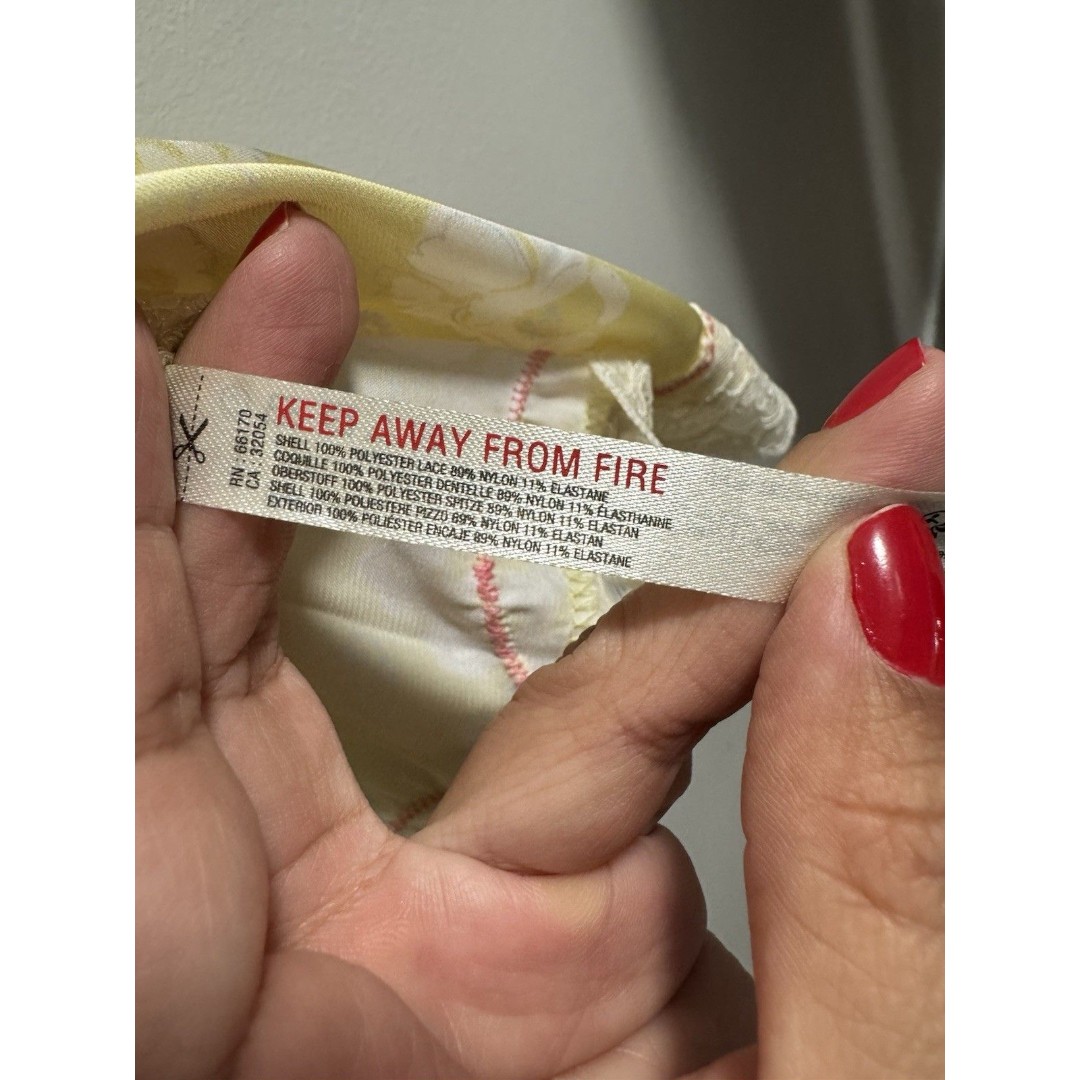 RN 66170
CA 32054
KEEP AWAY FROM FIRE
SHELL 100% POLYESTER LACE 89% NYLON 11% ELASTANE
COQUILLE 100% POLYESTER DENTELLE 89% NYLON 11% ÉLASTHANNE
OBERSTOFF 100% POLYESTER SPITZE 89% NYLON 11% ELASTAN
SHELL 100% POLIESTERE PIZZO 89% NYLON 11% ELASTAN
EXTERIOR 100% POLIÉSTER ENCAJE 89% NYLON 11% ELASTANE